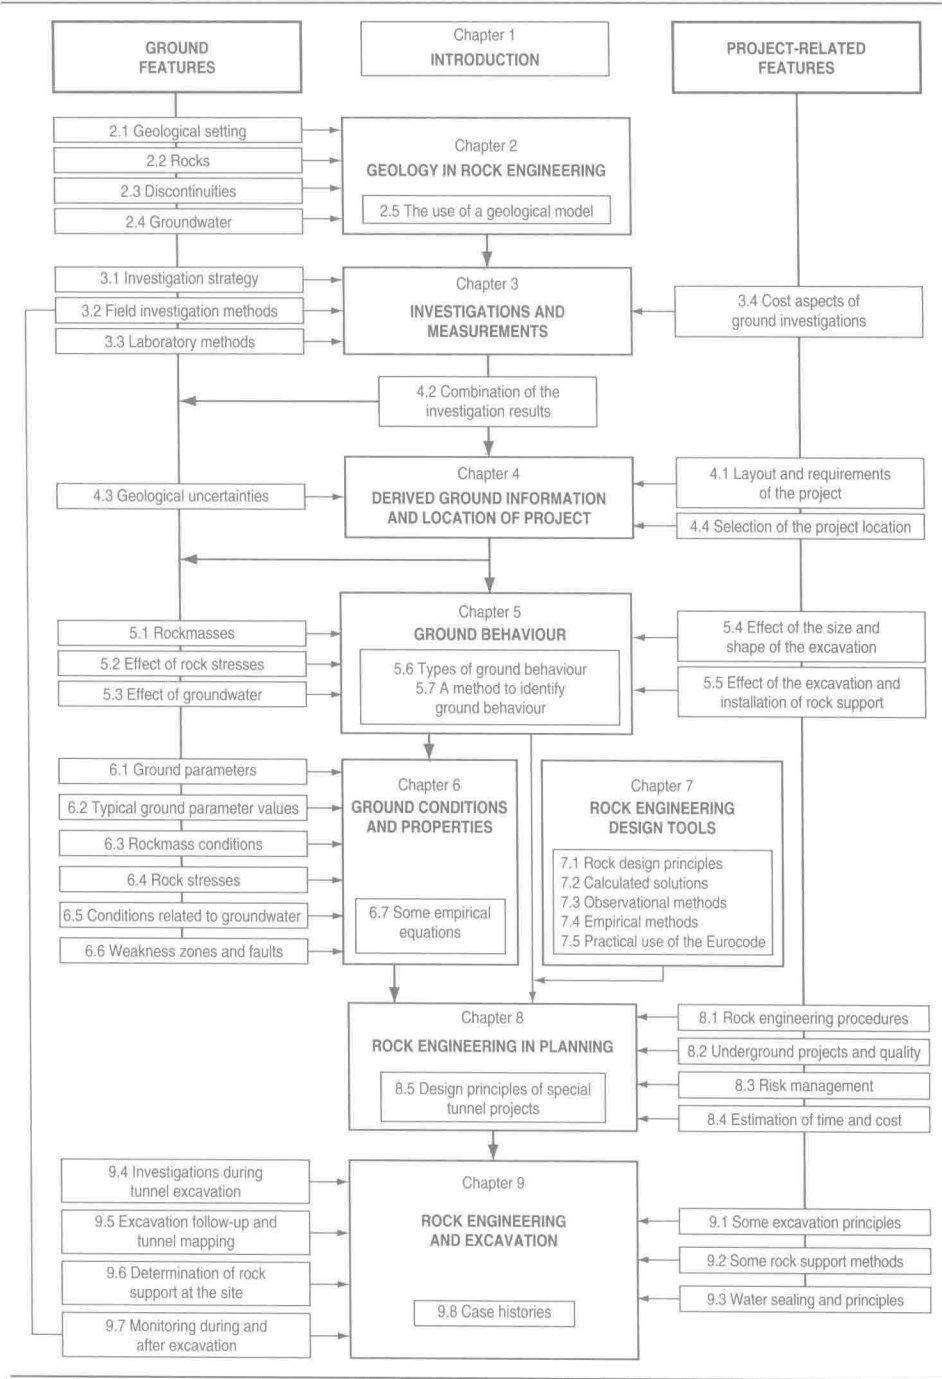 GROUND
FEATURES
Chapter 1
INTRODUCTION
PROJECT-RELATED
FEATURES
2.1 Geological setting
2.2 Rocks
2.3 Discontinuities
2.4 Groundwater
Chapter 2
GEOLOGY IN ROCK ENGINEERING
2.5 The use of a geological model
3.1 Investigation strategy
3.2 Field investigation methods
3.3 Laboratory methods
Chapter 3
INVESTIGATIONS AND
MEASUREMENTS
3.4 Cost aspects of
ground investigations
4.2 Combination of the
investigation results
4.3 Geological uncertainties
Chapter 4
DERIVED GROUND INFORMATION
AND LOCATION OF PROJECT
4.1 Layout and requirements
of the project
4.4 Selection of the project location
5.1 Rockmasses
5.2 Effect of rock stresses
5.3 Effect of groundwater
Chapter 5
GROUND BEHAVIOUR
5.6 Types of ground behaviour
5.7 A method to identify
ground behaviour
5.4 Effect of the size and
shape of the excavation
5.5 Effect of the excavation and
installation of rock support
6.1 Ground parameters
6.2 Typical ground parameter values
6.3 Rockmass conditions
6.4 Rock stresses
6.5 Conditions related to groundwater
6.6 Weakness zones and faults
Chapter 6
GROUND CONDITIONS
AND PROPERTIES
6.7 Some empirical
equations
Chapter 7
ROCK ENGINEERING
DESIGN TOOLS
7.1 Rock design principles
7.2 Calculated solutions
7.3 Observational methods
7.4 Empirical methods
7.5 Practical use of the Eurocode
Chapter 8
ROCK ENGINEERING IN PLANNING
8.5 Design principles of special
tunnel projects
8.1 Rock engineering procedures
8.2 Underground projects and quality
8.3 Risk management
8.4 Estimation of time and cost
9.4 Investigations during
tunnel excavation
9.5 Excavation follow-up and
tunnel mapping
9.6 Determination of rock
support at the site
9.7 Monitoring during and
after excavation
Chapter 9
ROCK ENGINEERING
AND EXCAVATION
9.8 Case histories
9.1 Some excavation principles
9.2 Some rock support methods
9.3 Water sealing and principles